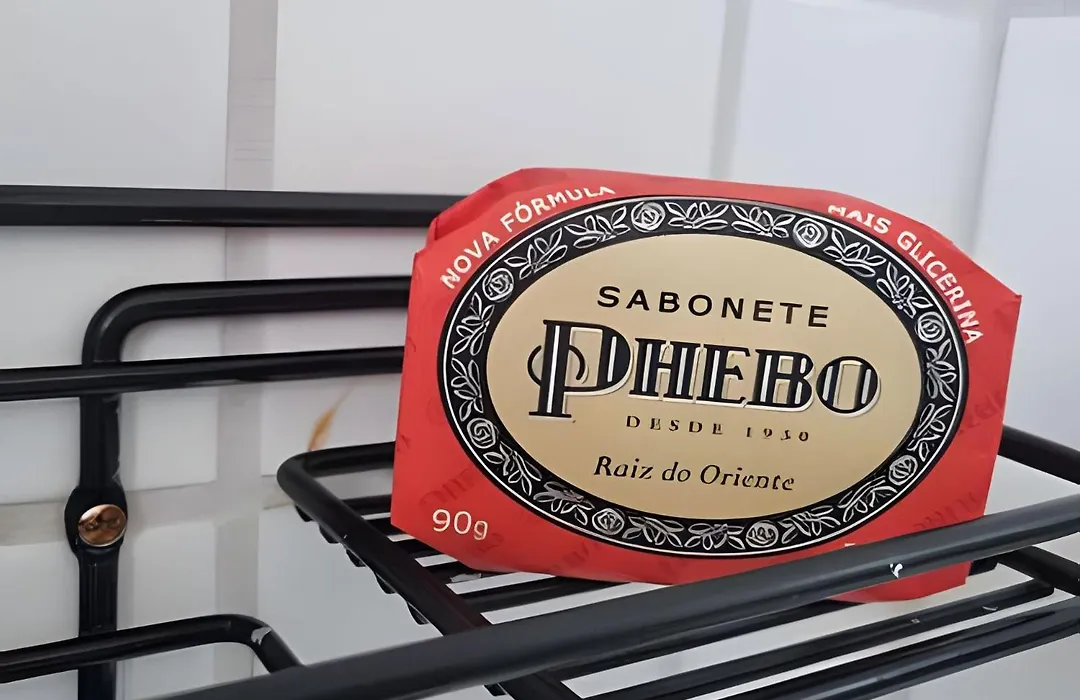 NOVA FÓRMULA
MAIS GLICERINA
SABONETE
PHEBO
DESDE 1930
Raiz do Oriente
90g